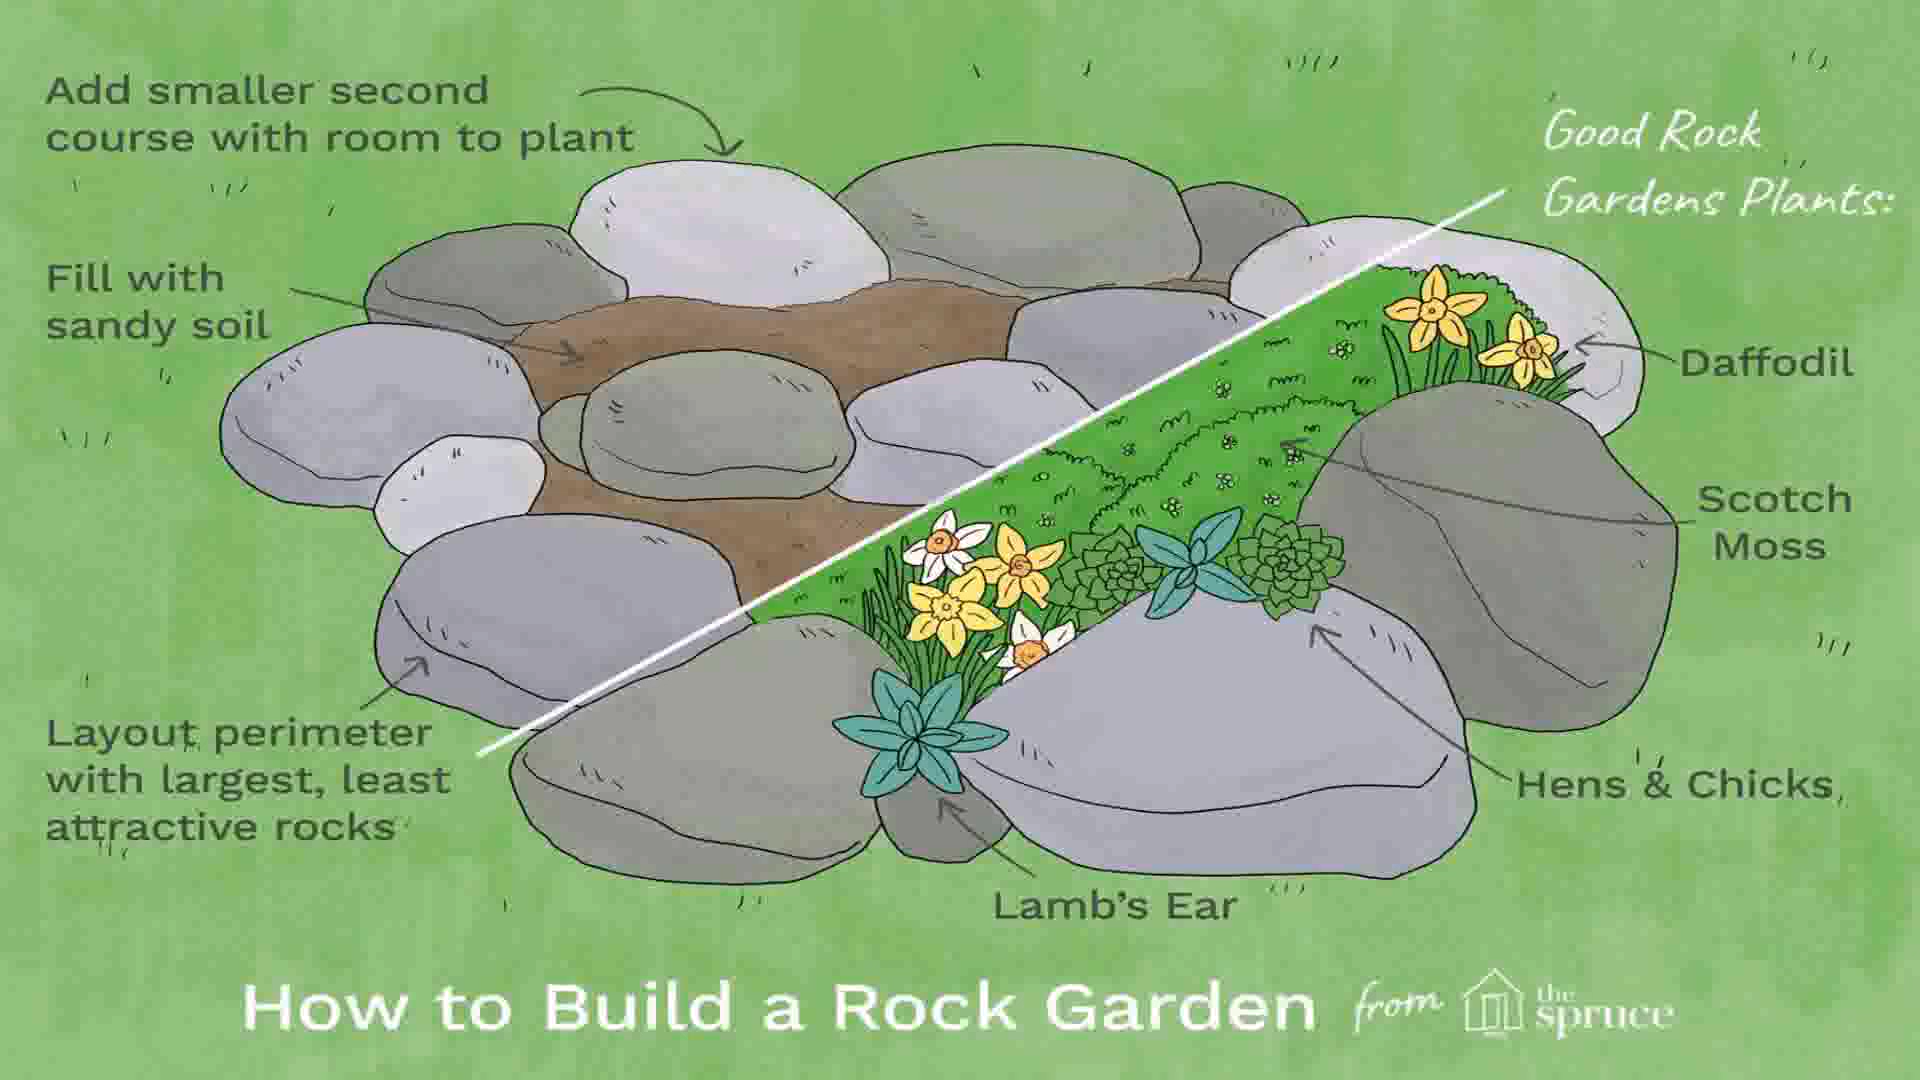 Add smaller second
course with room to plant
Fill with
sandy soil
Layout perimeter
with largest, least
attractive rocks
Good Rock
Gardens Plants:
Daffodil
Scotch
Moss
Hens & Chicks
Lamb's Ear
How to Build a Rock Garden from the spruce